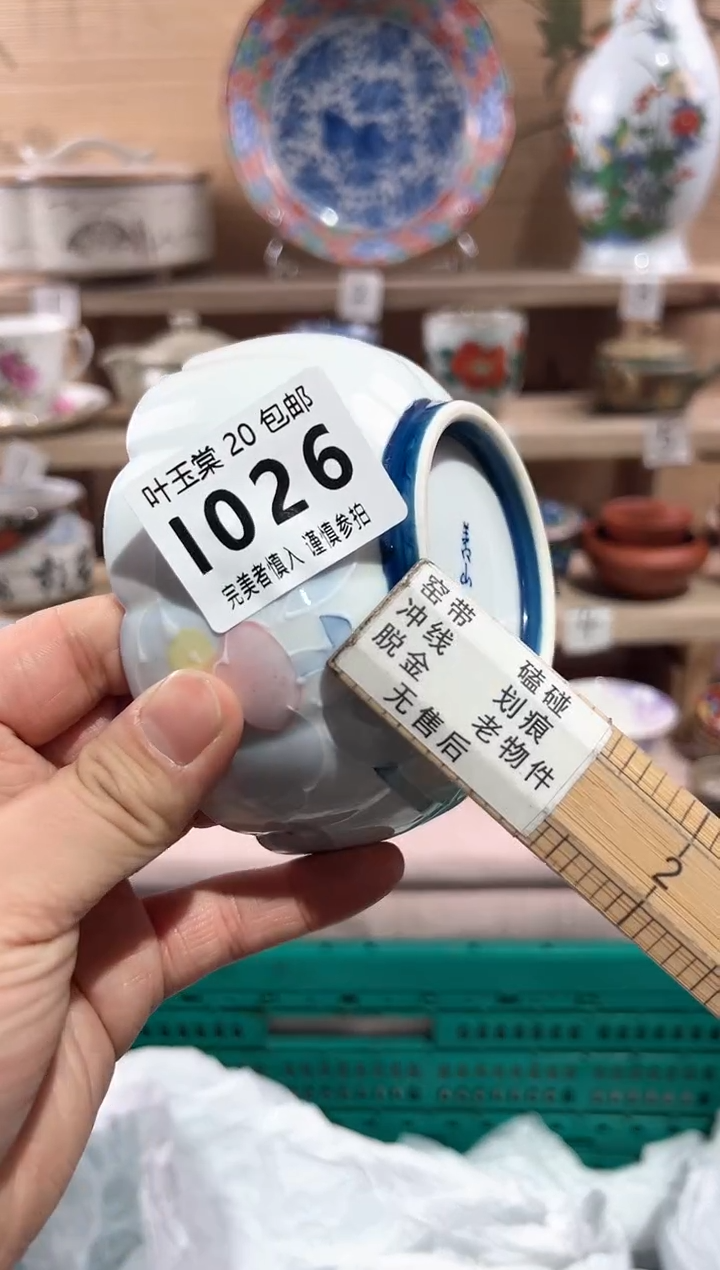 叶玉棠 20 包邮
1026
完美者慎入 谨慎参拍
窑带 磕碰
冲线 划痕
脱金 老物件
无售后
2